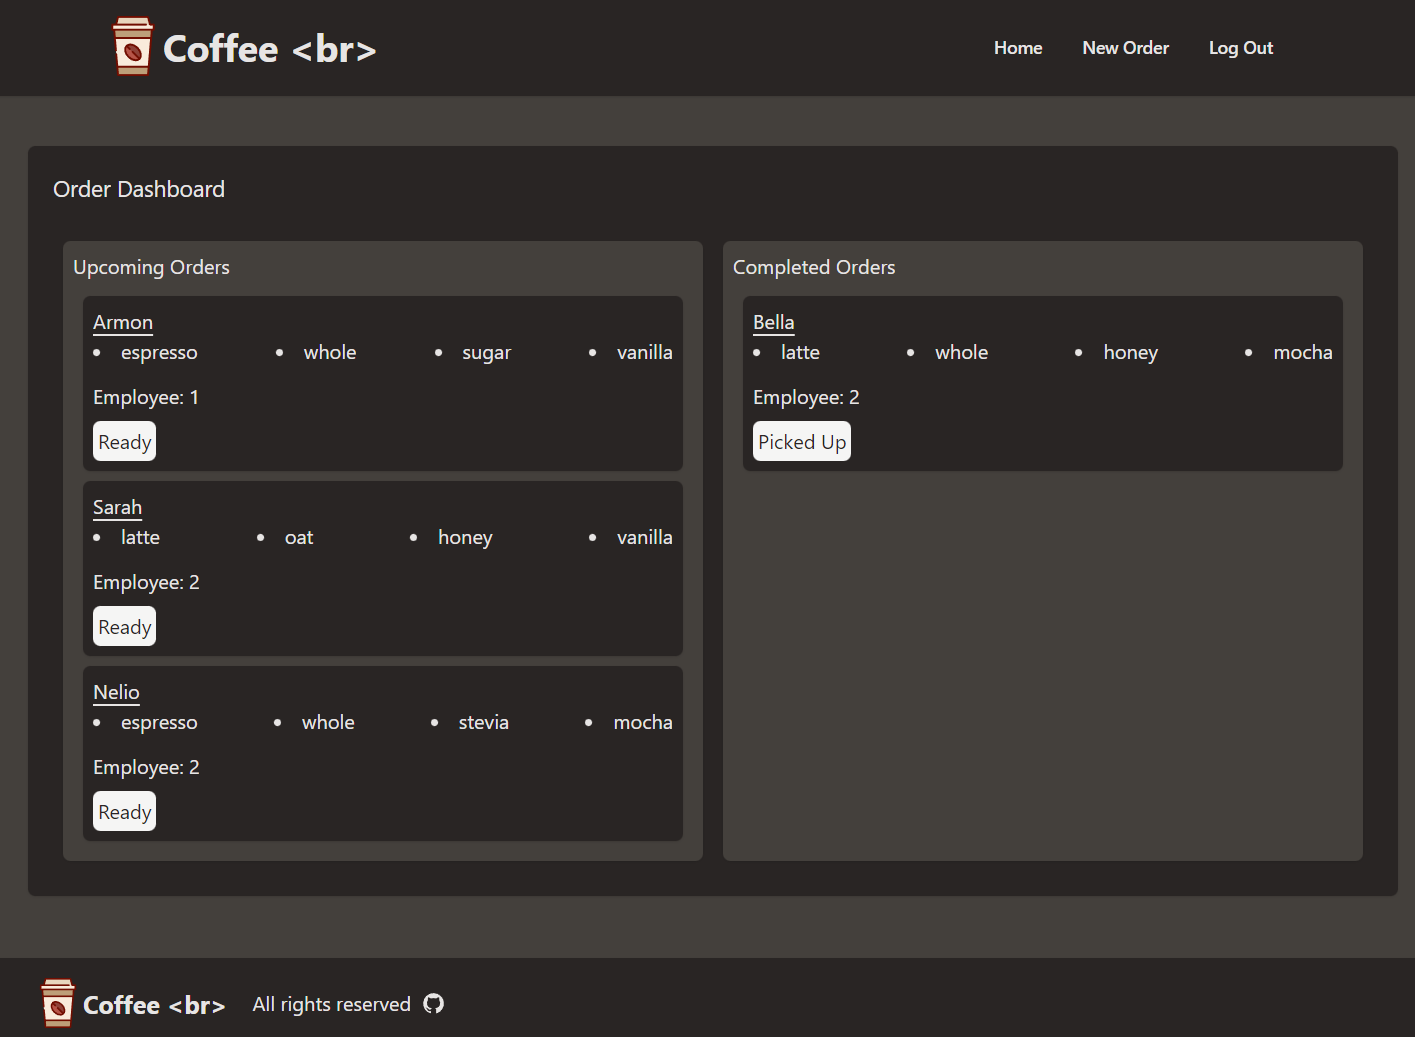 Coffee <br>
Home New Order Log Out
Order Dashboard
Upcoming Orders
Armon
• espresso • whole • sugar • vanilla
Employee: 1
Ready
Sarah
• latte • oat • honey • vanilla
Employee: 2
Ready
Nelio
• espresso • whole • stevia • mocha
Employee: 2
Ready
Completed Orders
Bella
• latte • whole • honey • mocha
Employee: 2
Picked Up
Coffee <br> All rights reserved